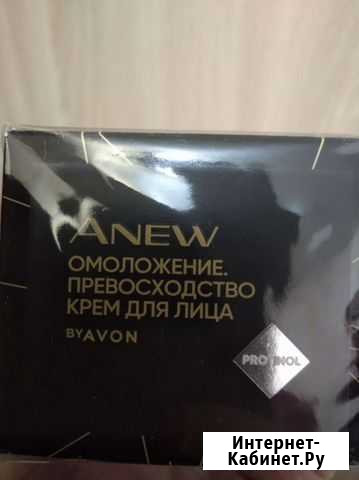 ANEW
ОМОЛОЖЕНИЕ.
ПРЕВОСХОДСТВО
КРЕМ ДЛЯ ЛИЦА
BY AVON
PROTINOL
Интернет-
Кабинет.Ру